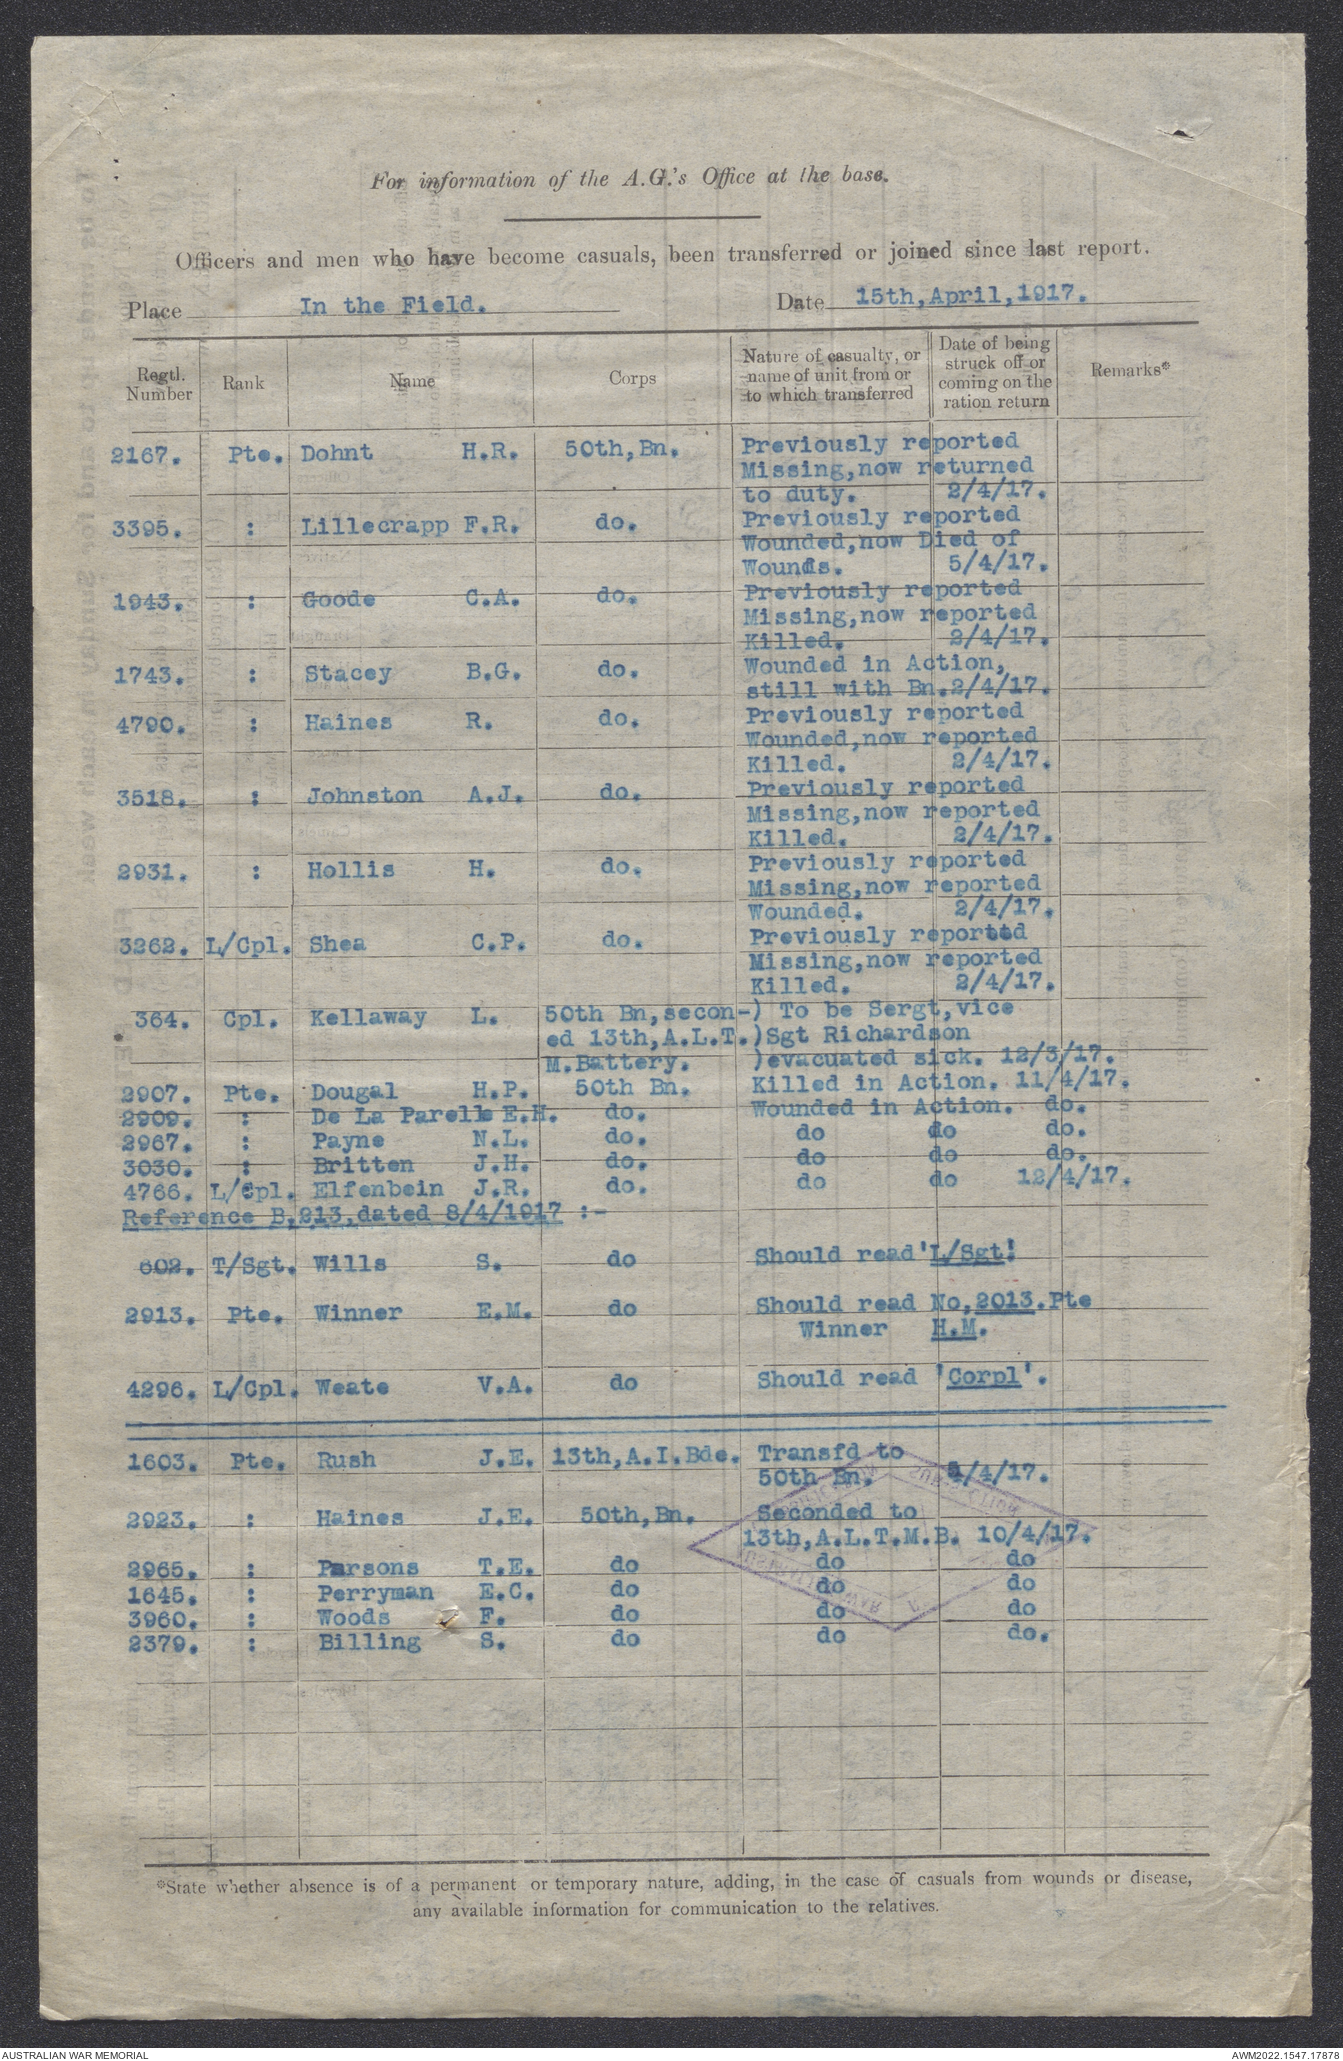 For information of the A.G.'s Office at the base.
Officers and men who have become casuals, been transferred or joined since last report.
Place In the Field. Date 15th,April,1917.
Regtl. Number Rank Name Corps Nature of casualty, or name of unit from or to which transferred Date of being struck off or coming on the ration return Remarks*
2167. Pte. Dohnt H.R. 50th,Bn. Previously reported
Missing,now returned
to duty. 2/4/17.
3395. : Lillecrapp F.R. do. Previously reported
Wounded,now Died of
Wounds. 5/4/17.
1943. : Goode C.A. do. Previously reported
Missing,now reported
Killed. 2/4/17.
1743. : Stacey B.G. do. Wounded in Action,
still with Bn.2/4/17.
4790. : Haines R. do. Previously reported
Wounded,now reported
Killed. 2/4/17.
3518. : Johnston A.J. do. Previously reported
Missing,now reported
Killed. 2/4/17.
2931. : Hollis H. do. Previously reported
Missing,now reported
Wounded. 2/4/17.
3262. L/Cpl. Shea C.P. do. Previously reported
Missing,now reported
Killed. 2/4/17.
364. Cpl. Kellaway L. 50th Bn,secon-) To be Sergt,vice
ed 13th,A.L.T.)Sgt Richardson
M.Battery. )evacuated sick. 12/3/17.
2907. Pte. Dougal H.P. 50th Bn. Killed in Action. 11/4/17.
2909. : De La Parelle E.H. do. Wounded in Action. do.
2967. : Payne N.L. do. do do do.
3030. : Britten J.H. do. do do do.
4766. L/Cpl. Elfenbein J.R. do. do do 12/4/17.
Reference B.213,dated 8/4/1917 :-
602. T/Sgt. Wills S. do Should read 'L/Sgt!
2913. Pte. Winner E.M. do Should read No,2013.Pte
Winner H.M.
4296. L/Cpl. Weate V.A. do Should read 'Corpl'.
1603. Pte. Rush J.E. 13th,A.I.Bde. Transfd to
50th Bn. 4/4/17.
2923. : Haines J.E. 50th,Bn. Seconded to
13th,A.L.T.M.B. 10/4/17.
2965. : Parsons T.E. do do do
1645. : Perryman E.C. do do do
3960. : Woods F. do do do
2379. : Billing S. do do do.
*State whether absence is of a permanent or temporary nature, adding, in the case of casuals from wounds or disease,
any available information for communication to the relatives.
AUSTRALIAN WAR MEMORIAL AWM2022.1547.17878